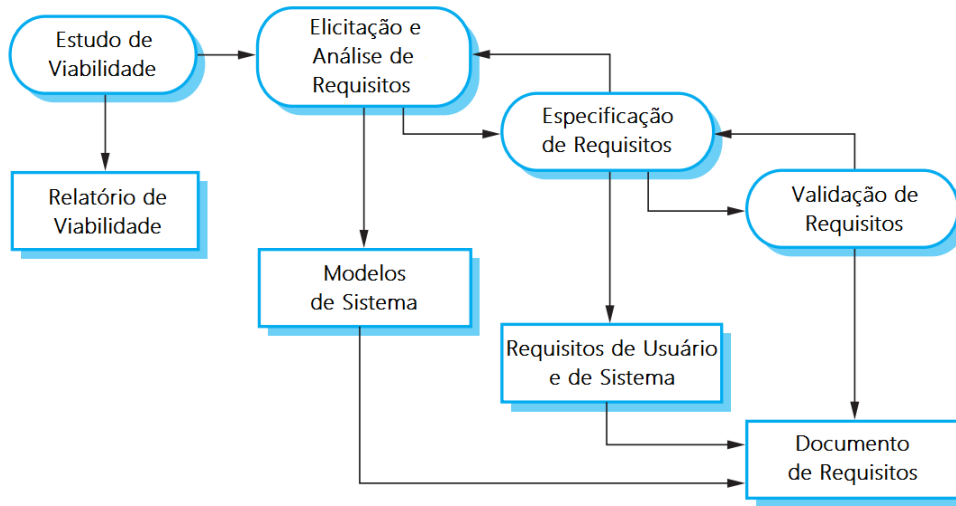 Estudo de
Viabilidade
Elicitação e
Análise de
Requisitos
Especificação
de Requisitos
Validação de
Requisitos
Relatório de
Viabilidade
Modelos
de Sistema
Requisitos de Usuário
e de Sistema
Documento
de Requisitos